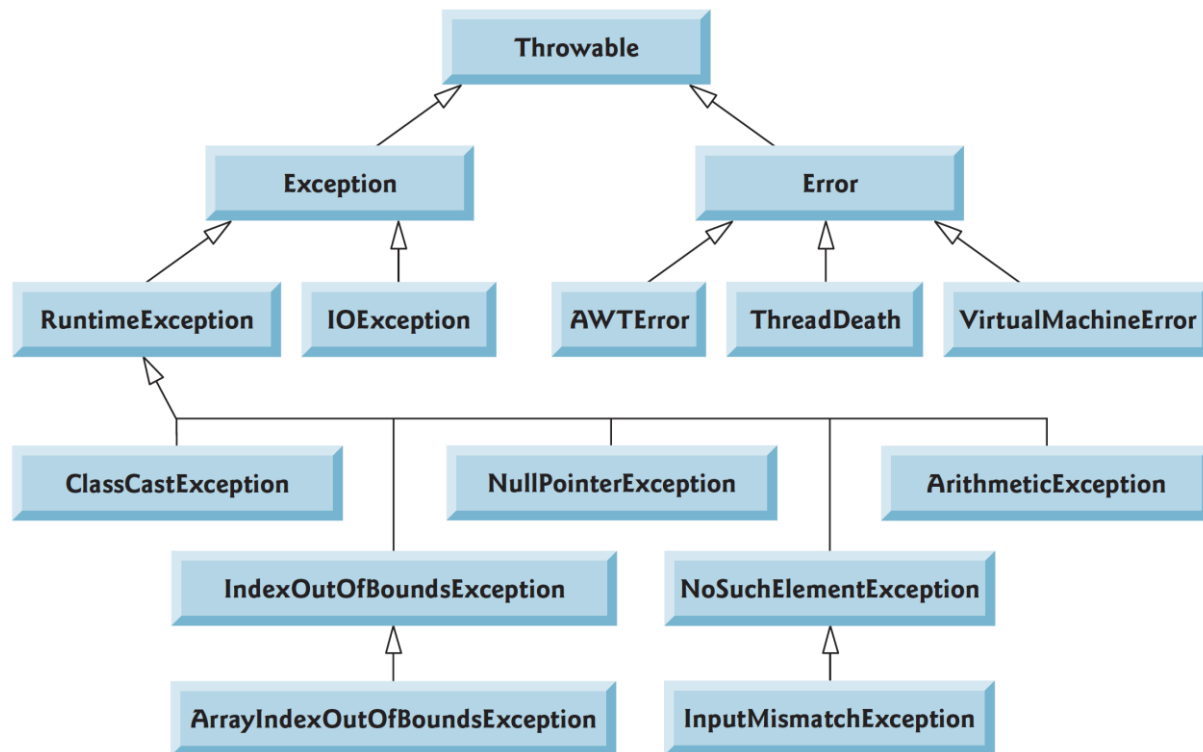 Throwable
Exception
Error
RuntimeException
IOException
AWTError
ThreadDeath
VirtualMachineError
ClassCastException
NullPointerException
ArithmeticException
IndexOutOfBoundsException
NoSuchElementException
ArrayIndexOutOfBoundsException
InputMismatchException